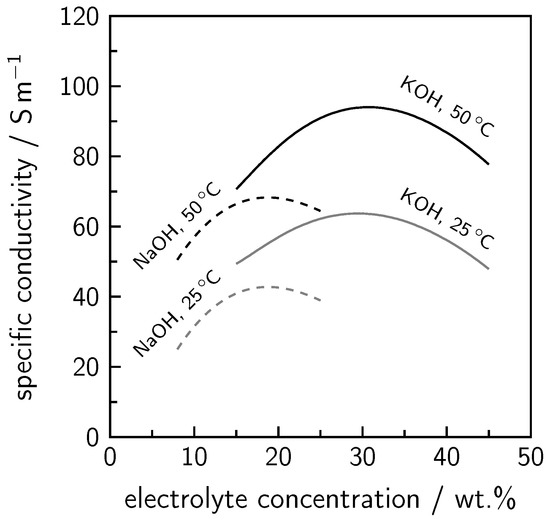 120
100
80
60
40
20
0
specific conductivity / S m⁻¹
KOH, 50 °C
NaOH, 50 °C
KOH, 25 °C
NaOH, 25 °C
0 10 20 30 40 50
electrolyte concentration / wt.%